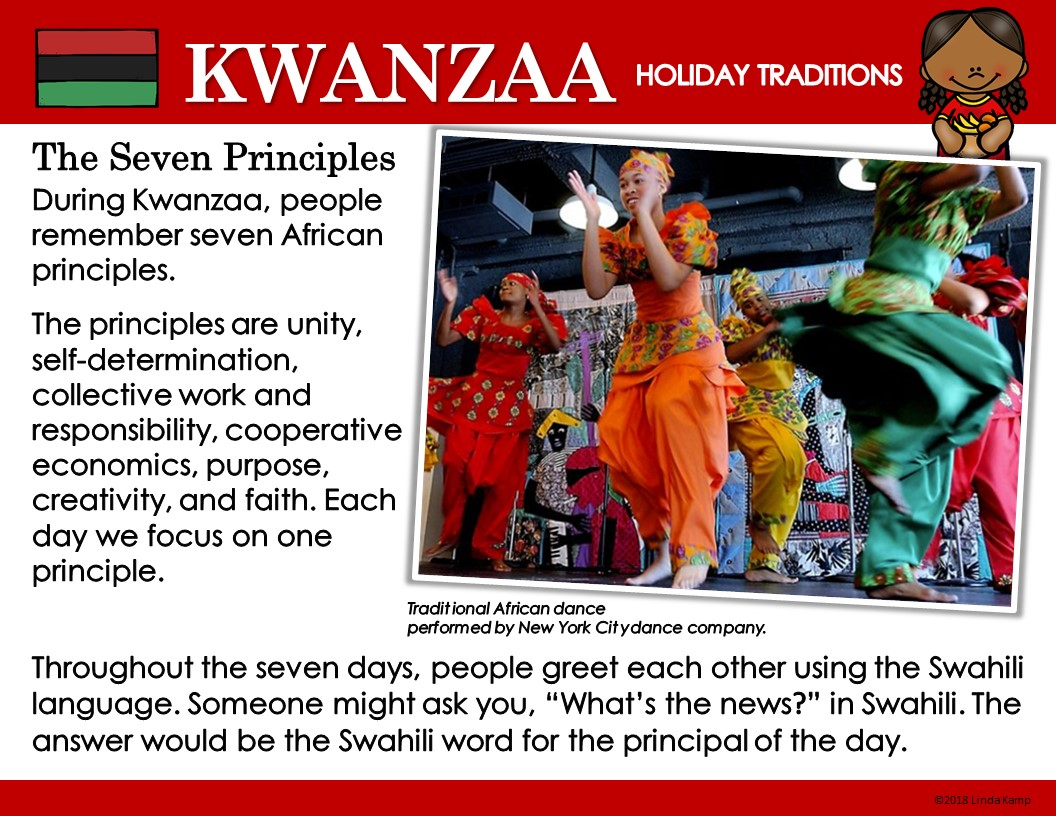 KWANZAA HOLIDAY TRADITIONS
The Seven Principles
During Kwanzaa, people
remember seven African
principles.
The principles are unity,
self-determination,
collective work and
responsibility, cooperative
economics, purpose,
creativity, and faith. Each
day we focus on one
principle.
Traditional African dance
performed by New York City dance company.
Throughout the seven days, people greet each other using the Swahili
language. Someone might ask you, “What’s the news?” in Swahili. The
answer would be the Swahili word for the principal of the day.
©2018 Linda Kamp